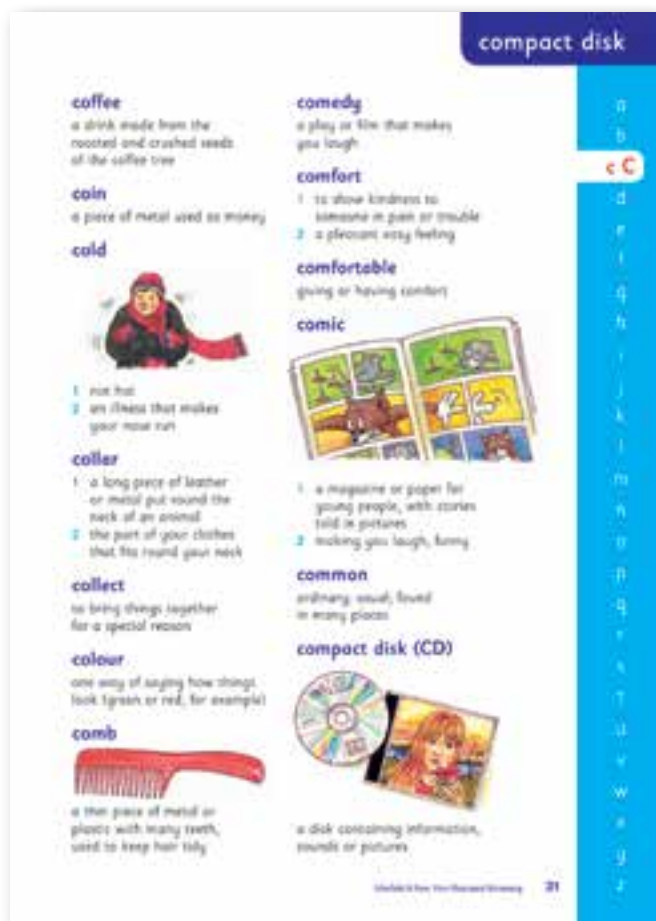 compact disk
coffee
a drink made from the
roasted and crushed seeds
of the coffee tree
coin
a piece of metal used as money
cold
1 not hot
2 an illness that makes
your nose run
collar
1 a long piece of leather
or metal put round the
neck of an animal
2 the part of your clothes
that fits round your neck
collect
to bring things together
for a special reason
colour
one way of saying how things
look (green or red, for example)
comb
a thin piece of metal or
plastic with many teeth,
used to keep hair tidy
comedy
a play or film that makes
you laugh
comfort
1 to show kindness to
someone in pain or trouble
2 a pleasant easy feeling
comfortable
giving or having comfort
comic
1 a magazine or paper for
young people, with stories
told in pictures
2 making you laugh, funny
common
ordinary, usual, found
in many places
compact disk (CD)
a disk containing information,
sounds or pictures
31
a
b
c C
d
e
f
g
h
i
j
k
l
m
n
o
p
q
r
s
t
u
v
w
x
y
z